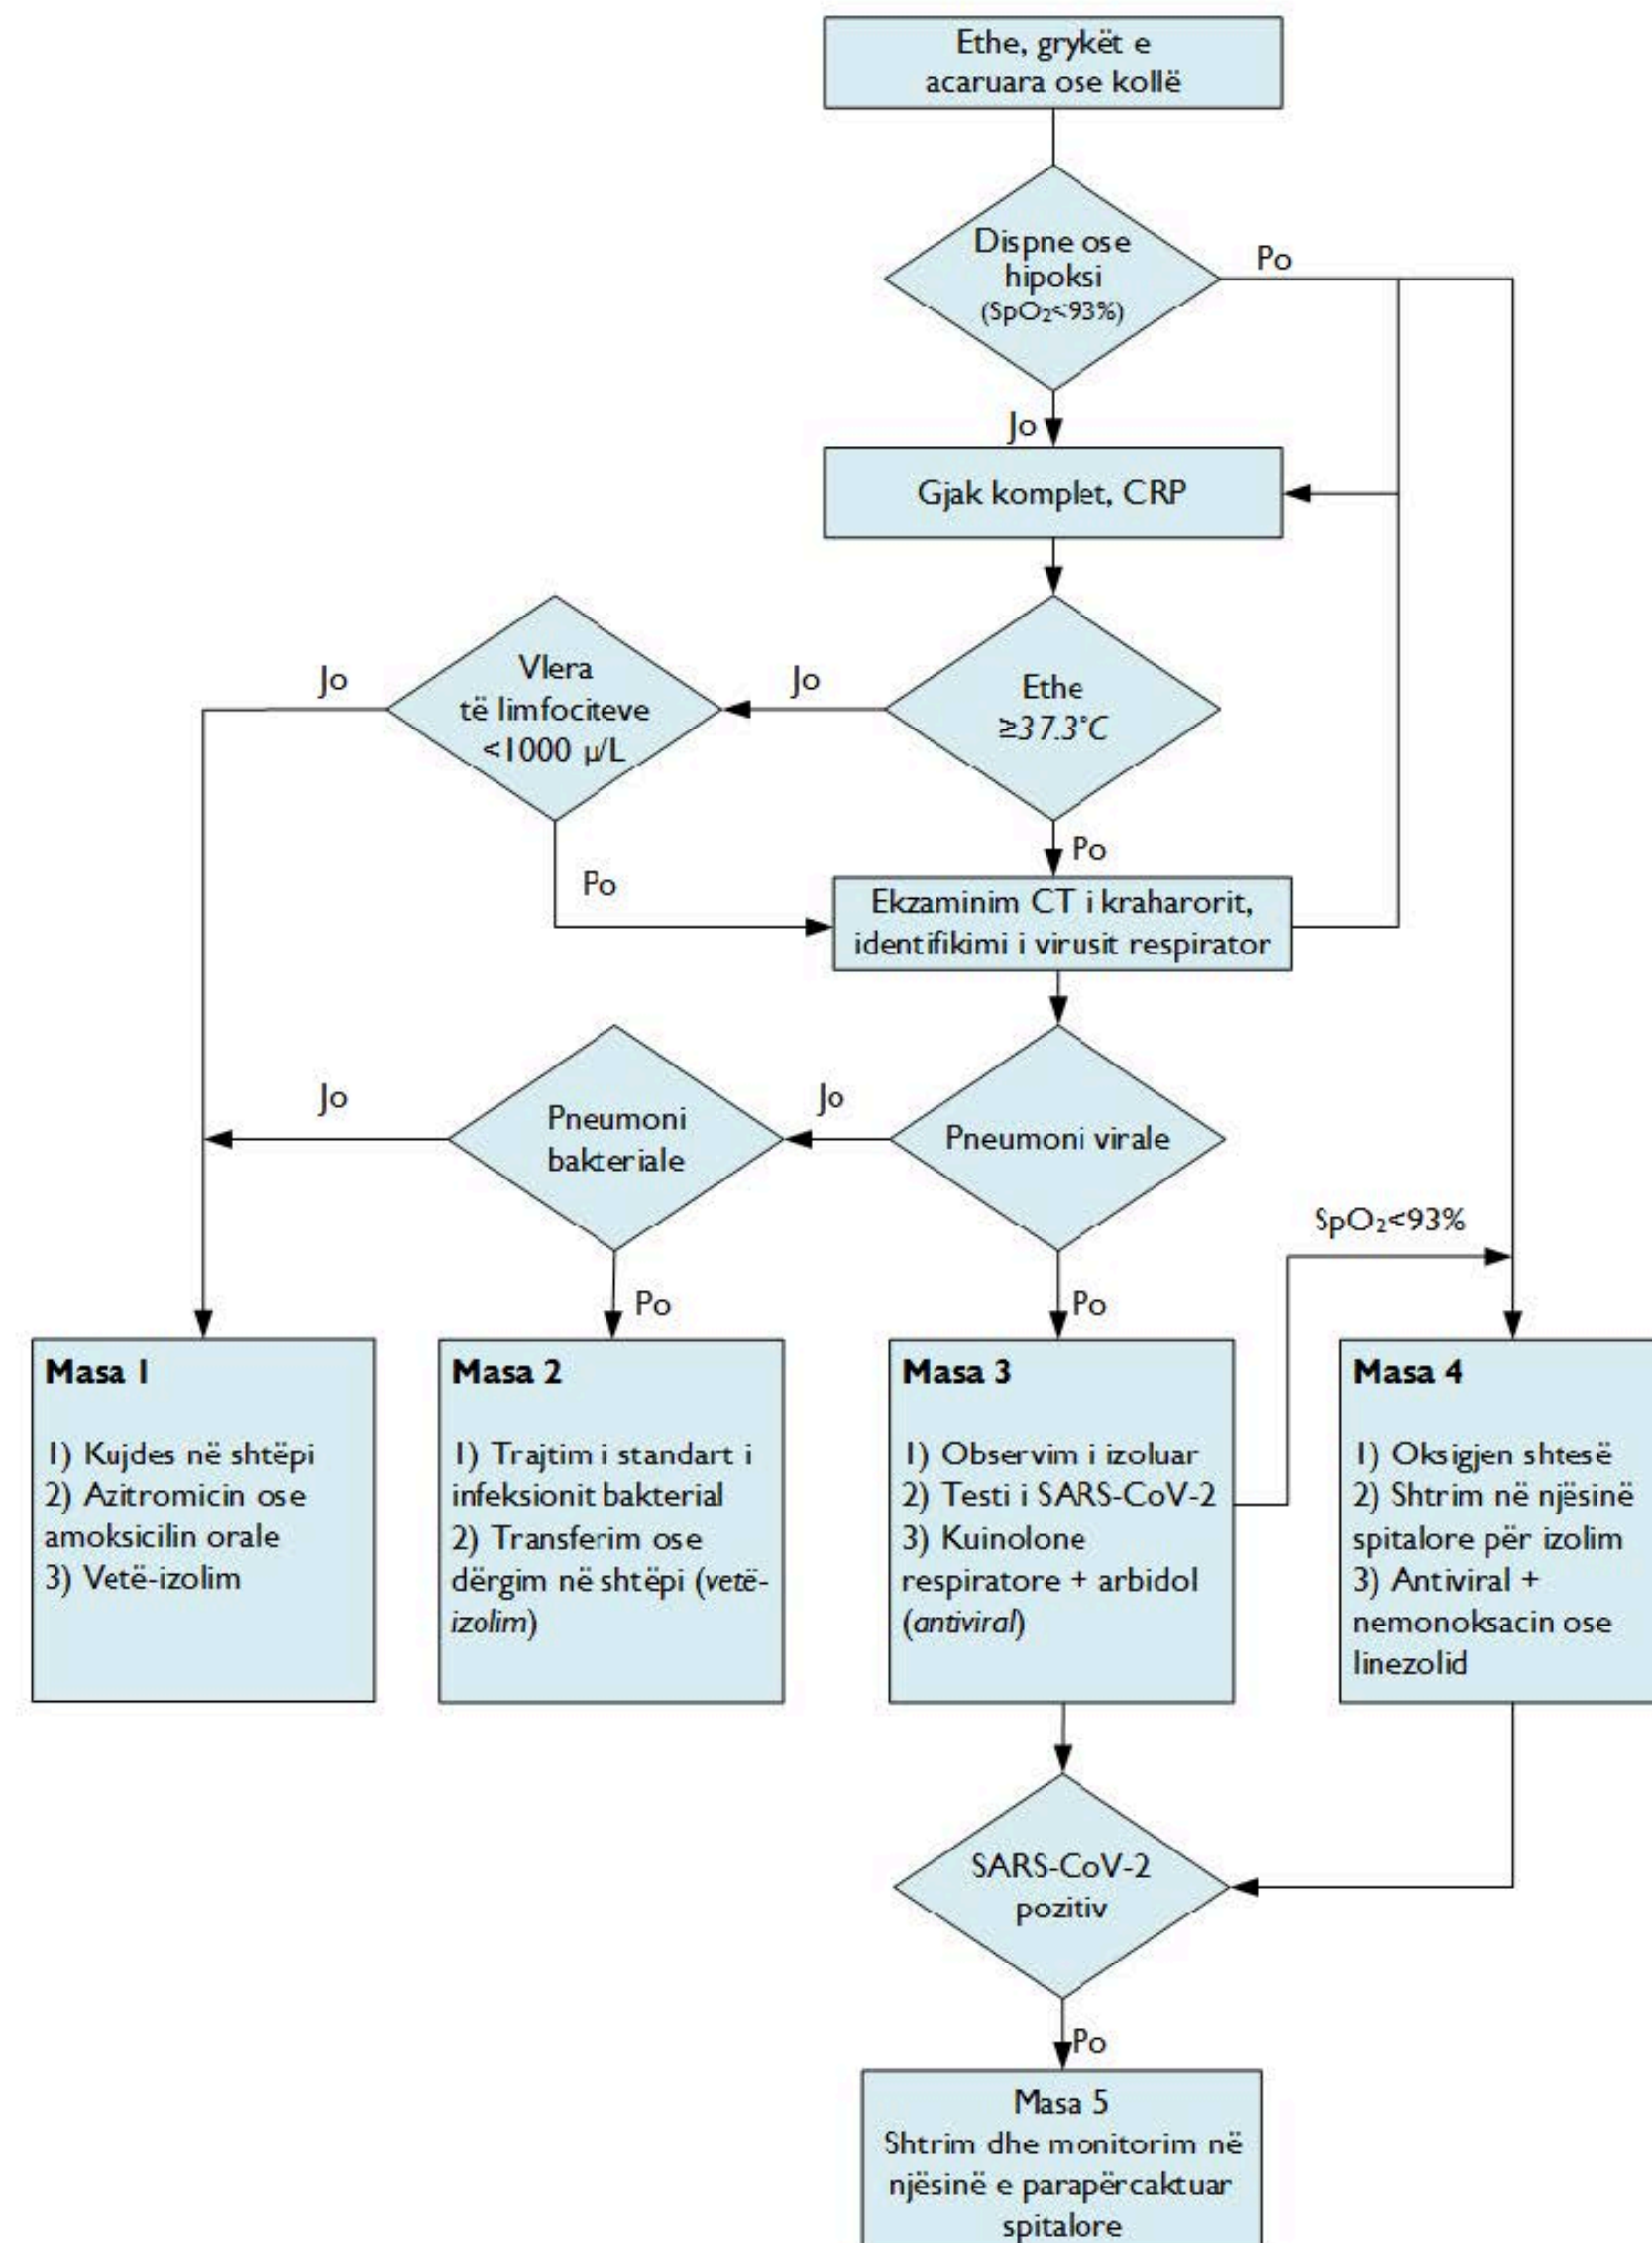 Ethe, grykët e
acaruara ose kollë
Dispne ose
hipoksi
(SpO₂<93%)
Po
Jo
Gjak komplet, CRP
Vlera
të limfociteve
<1000 µ/L
Jo
Jo
Ethe
≥37.3°C
Po
Po
Ekzaminim CT i kraharorit,
identifikimi i virusit respirator
Jo
Pneumoni
bakteriale
Jo
Pneumoni virale
SpO₂<93%
Po
Po
Masa 1
1) Kujdes në shtëpi
2) Azitromicin ose
amoksicilin orale
3) Vetë-izolim
Masa 2
1) Trajtim i standart i
infeksionit bakterial
2) Transferim ose
dërgim në shtëpi (vetë-
izolim)
Masa 3
1) Observim i izoluar
2) Testi i SARS-CoV-2
3) Kuinolone
respiratore + arbidol
(antiviral)
Masa 4
1) Oksigjen shtesë
2) Shtrim në njësinë
spitalore për izolim
3) Antiviral +
nemonoksacin ose
linezolid
SARS-CoV-2
pozitiv
Po
Masa 5
Shtrim dhe monitorim në
njësinë e parapërcaktuar
spitalore